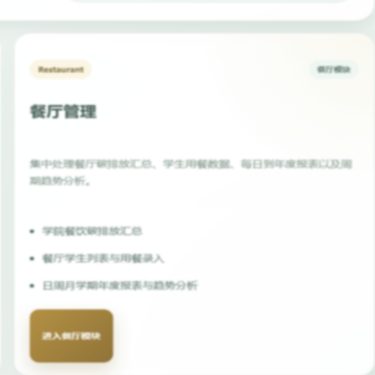 Restaurant
餐厅模块
餐厅管理
集中处理餐厅碳排放汇总、学生用餐数据、每日到年度报表以及周
期趋势分析。
学院餐饮碳排放汇总
餐厅学生列表与用餐录入
日周月学期年度报表与趋势分析
进入餐厅模块